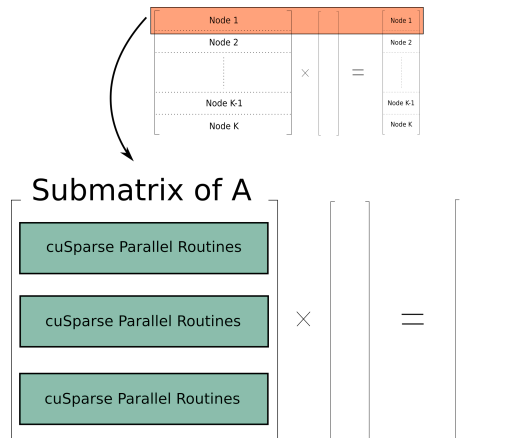 Node 1 Node 1
Node 2 Node 2
× =
Node K-1 Node K-1
Node K Node K
Submatrix of A
cuSparse Parallel Routines
cuSparse Parallel Routines
× =
cuSparse Parallel Routines